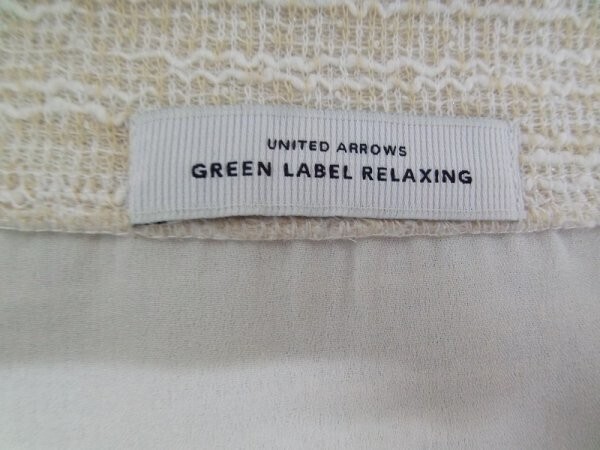 UNITED ARROWS
GREEN LABEL RELAXING